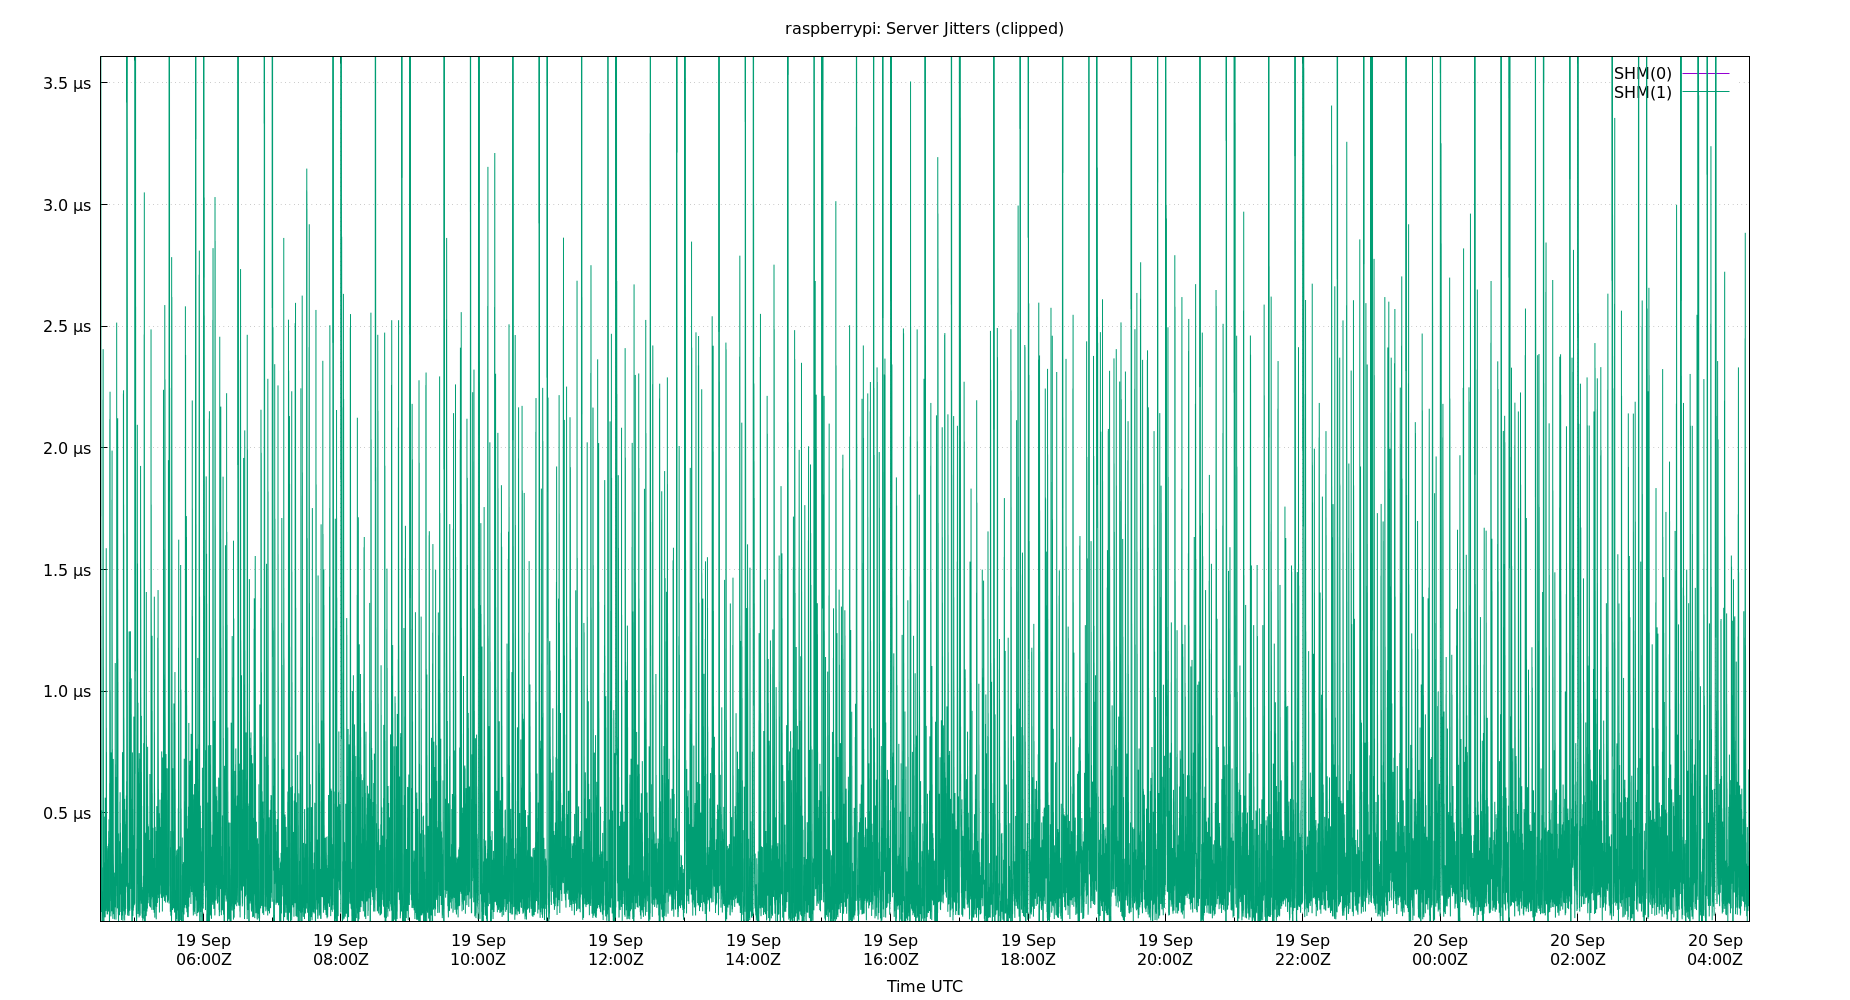 raspberrypi: Server Jitters (clipped)
3.5 µs
3.0 µs
2.5 µs
2.0 µs
1.5 µs
1.0 µs
0.5 µs
SHM(0)
SHM(1)
19 Sep 19 Sep 19 Sep 19 Sep 19 Sep 19 Sep 19 Sep 19 Sep 19 Sep 20 Sep 20 Sep 20 Sep
06:00Z 08:00Z 10:00Z 12:00Z 14:00Z 16:00Z 18:00Z 20:00Z 22:00Z 00:00Z 02:00Z 04:00Z
Time UTC